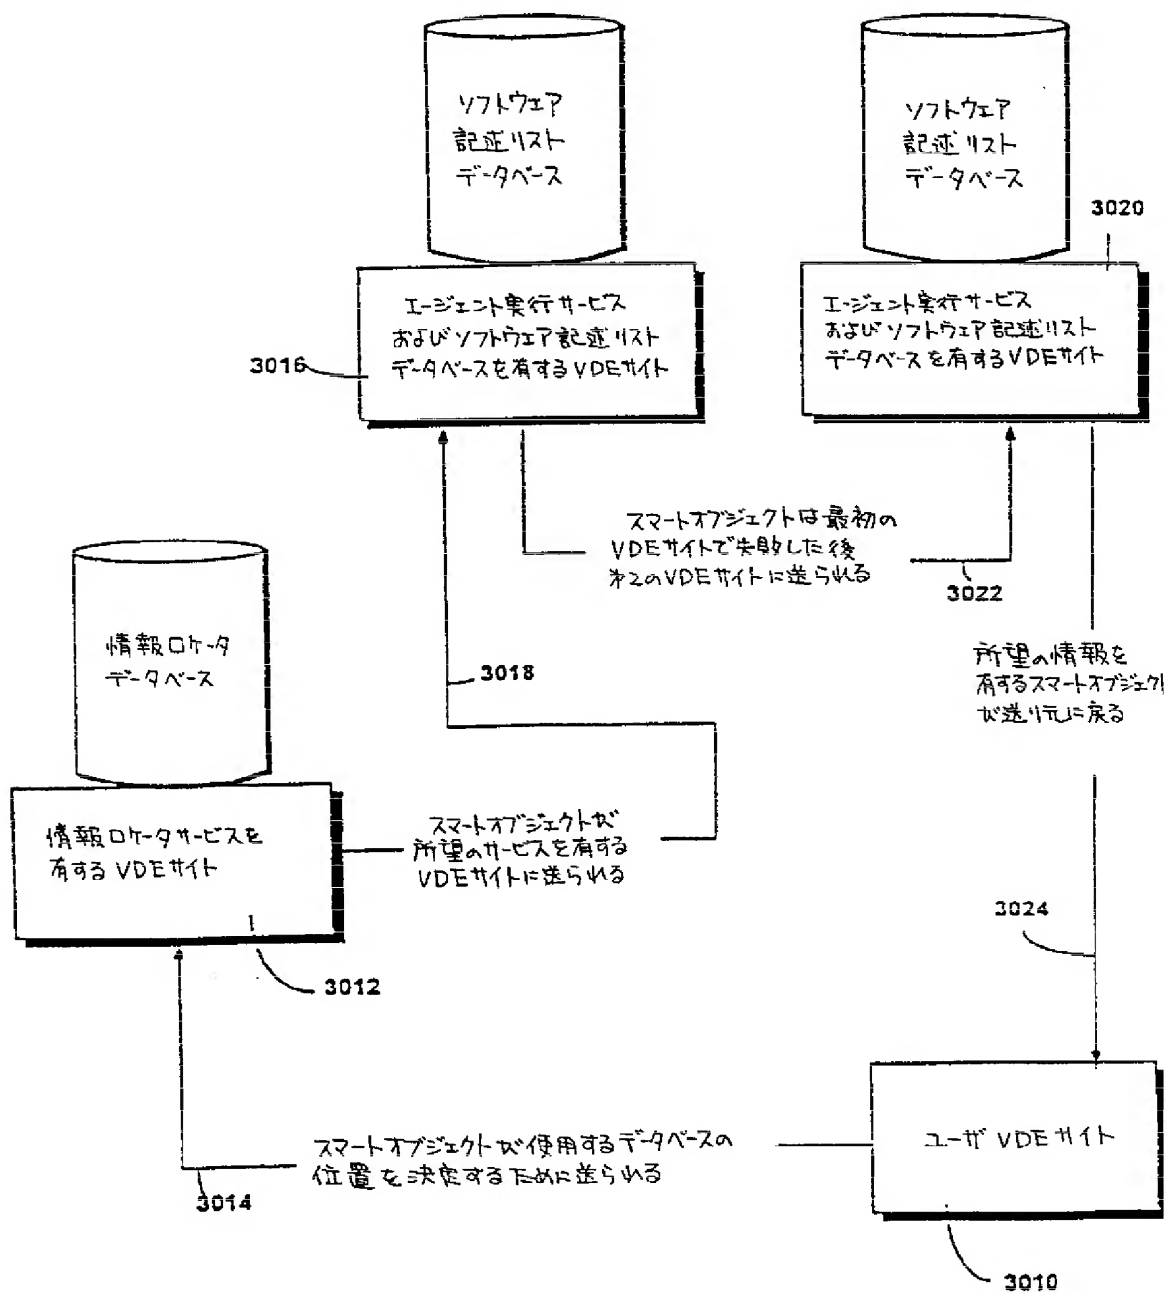 ソフトウェア
記述リスト
データベース
ソフトウェア
記述リスト
データベース
3020
エージェント実行サービス
およびソフトウェア記述リスト
データベースを有するVDEサイト
3016
エージェント実行サービス
およびソフトウェア記述リスト
データベースを有するVDEサイト
スマートオブジェクトは最初の
VDEサイトで失敗した後
第2のVDEサイトに送られる
3022
情報ロケータ
データベース
3018
所望の情報を
有するスマートオブジェクト
が送り元に戻る
情報ロケータサービスを
有するVDEサイト
スマートオブジェクトが
所望のサービスを有する
VDEサイトに送られる
3012
3024
ユーザ VDEサイト
スマートオブジェクトが使用するデータベースの
位置を決定するために送られる
3014
3010